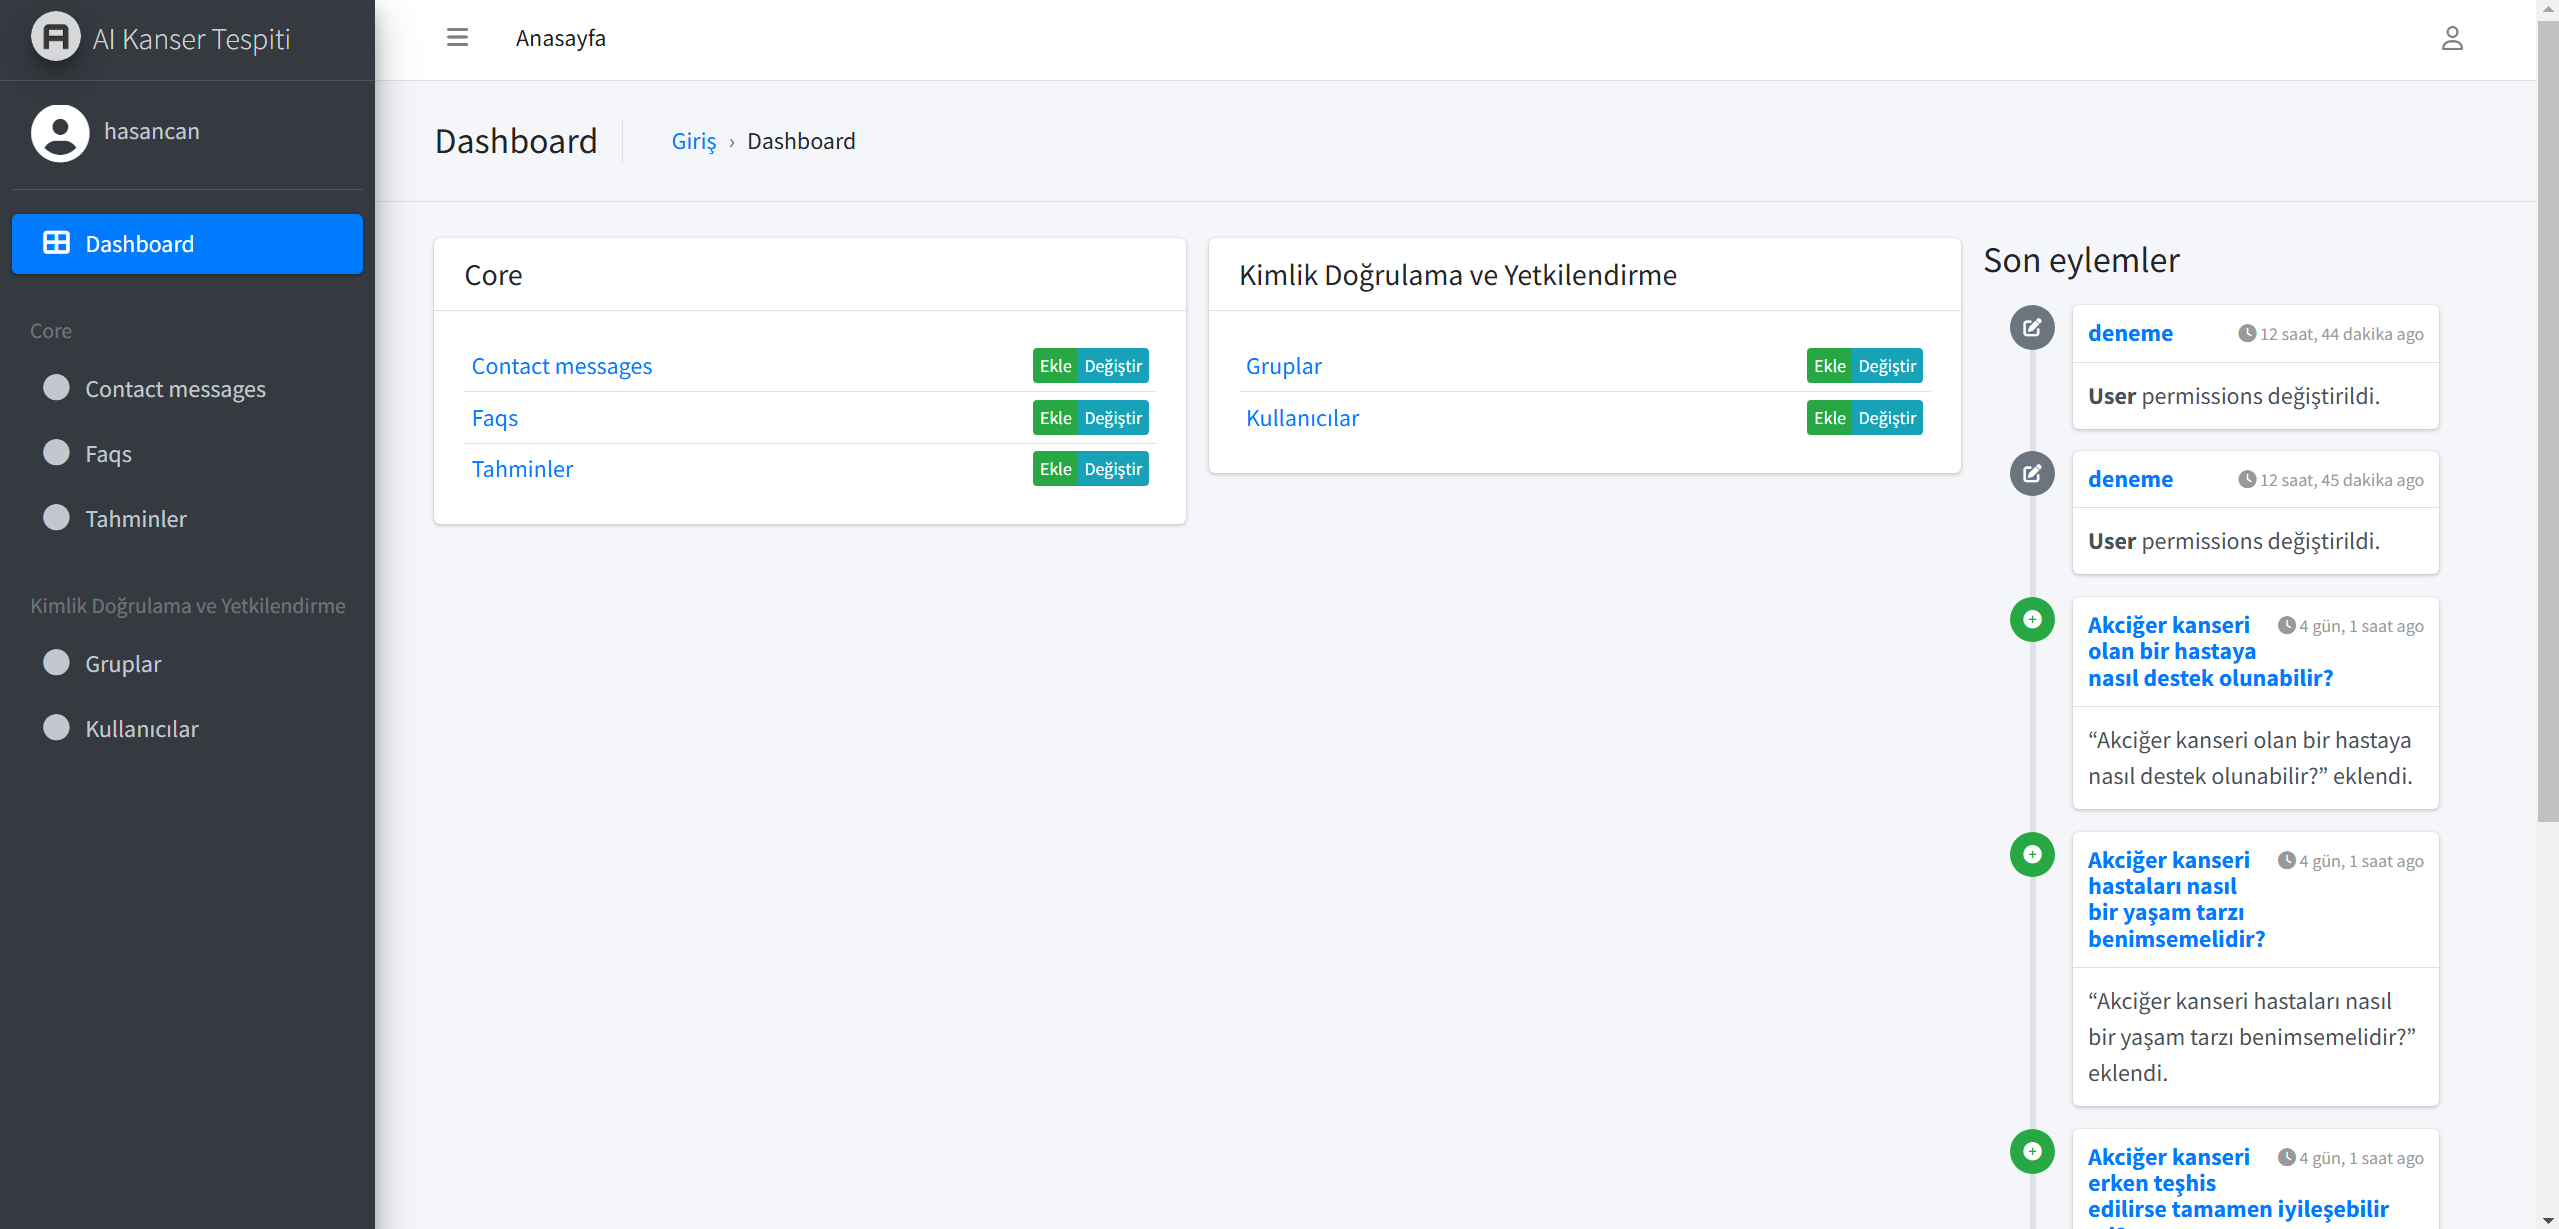 AI Kanser Tespiti
hasancan
Dashboard
Core
Contact messages
Faqs
Tahminler
Kimlik Doğrulama ve Yetkilendirme
Gruplar
Kullanıcılar
Anasayfa
Dashboard
Giriş › Dashboard
Core
Contact messages Ekle Değiştir
Faqs Ekle Değiştir
Tahminler Ekle Değiştir
Kimlik Doğrulama ve Yetkilendirme
Gruplar Ekle Değiştir
Kullanıcılar Ekle Değiştir
Son eylemler
deneme 12 saat, 44 dakika ago
User permissions değiştirildi.
deneme 12 saat, 45 dakika ago
User permissions değiştirildi.
Akciğer kanseri 4 gün, 1 saat ago
olan bir hastaya
nasıl destek olunabilir?
“Akciğer kanseri olan bir hastaya
nasıl destek olunabilir?” eklendi.
Akciğer kanseri 4 gün, 1 saat ago
hastaları nasıl
bir yaşam tarzı
benimsemelidir?
“Akciğer kanseri hastaları nasıl
bir yaşam tarzı benimsemelidir?”
eklendi.
Akciğer kanseri 4 gün, 1 saat ago
erken teşhis
edilirse tamamen iyileşebilir